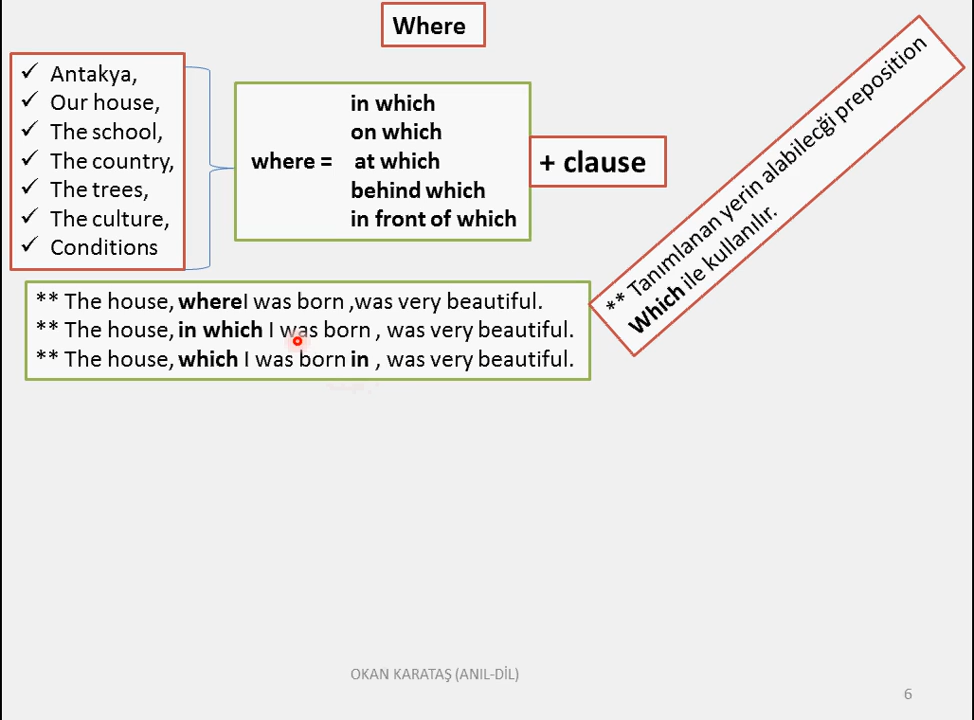 Where
✓ Antakya,
✓ Our house,
✓ The school,
✓ The country,
✓ The trees,
✓ The culture,
✓ Conditions
in which
on which
where = at which
behind which
in front of which
+ clause
** Tanımlanan yerin alabilecği preposition
Which ile kullanılır.
** The house, whereI was born ,was very beautiful.
** The house, in which I was born , was very beautiful.
** The house, which I was born in , was very beautiful.
OKAN KARATAŞ (ANIL-DİL)
6